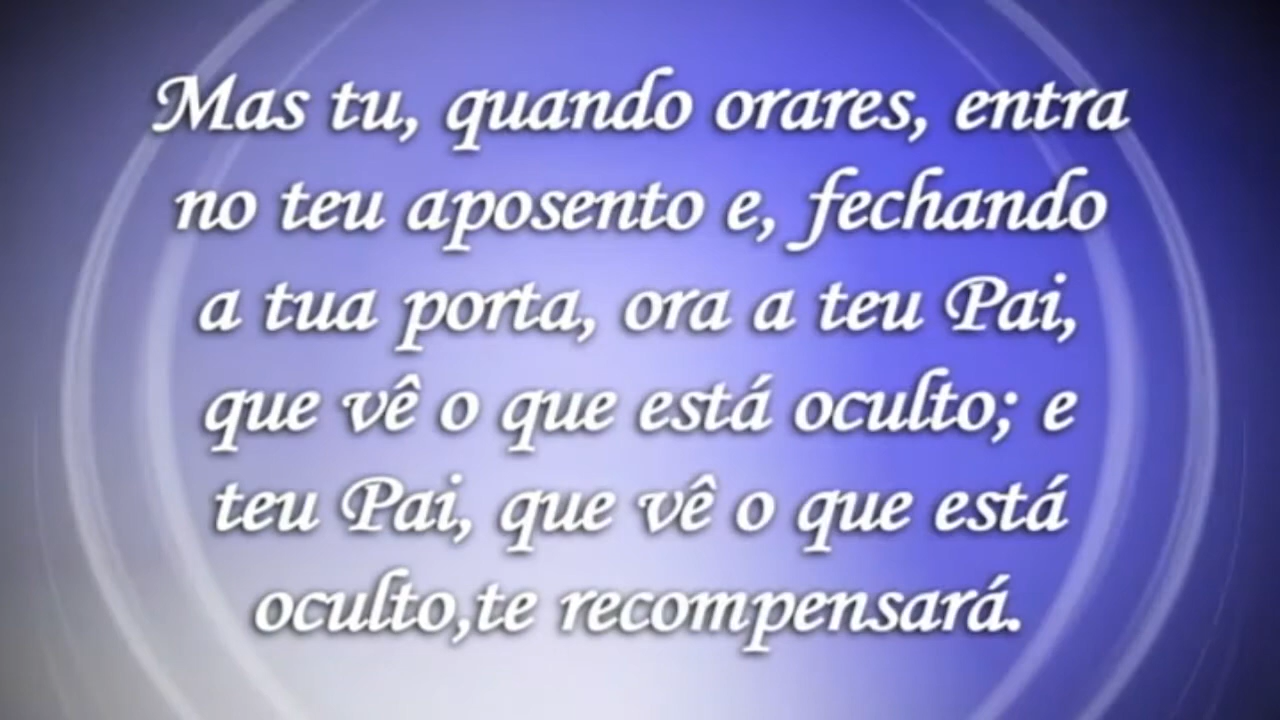 Mas tu, quando orares, entra
no teu aposento e, fechando
a tua porta, ora a teu Pai,
que vê o que está oculto; e
teu Pai, que vê o que está
oculto,te recompensará.